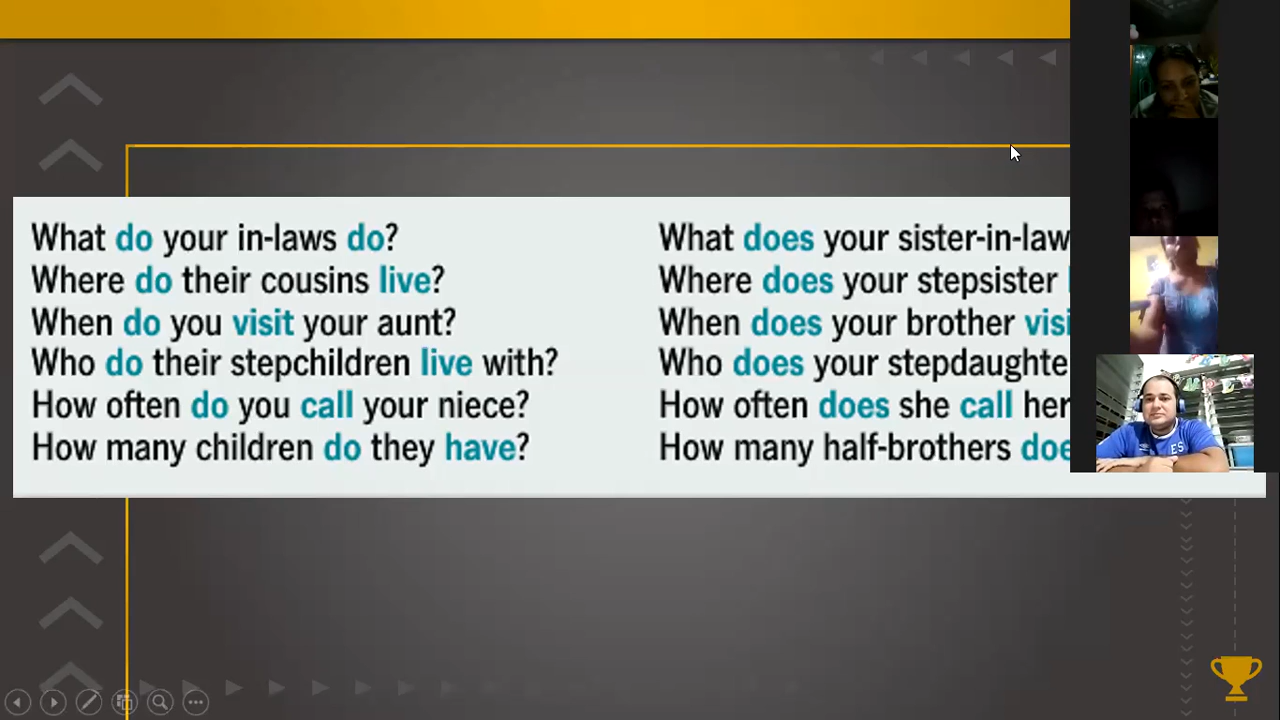 What do your in-laws do?
Where do their cousins live?
When do you visit your aunt?
Who do their stepchildren live with?
How often do you call your niece?
How many children do they have?
What does your sister-in-law
Where does your stepsister
When does your brother
Who does your
How often does she call her
How many half-brothers